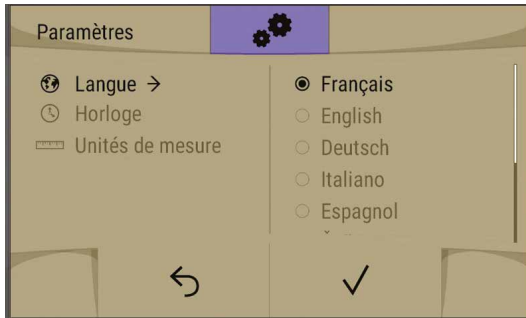 Paramètres
Langue →
Horloge
Unités de mesure
Français
English
Deutsch
Italiano
Espagnol